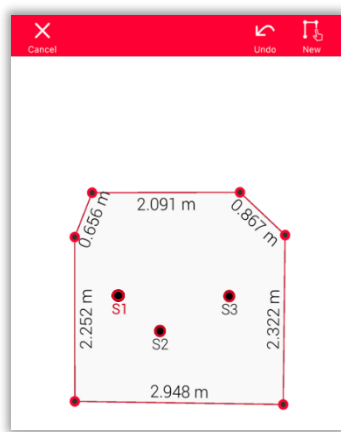 Cancel
Undo
New
2.091 m
0.656 m
0.867 m
2.252 m
S1
S2
S3
2.322 m
2.948 m